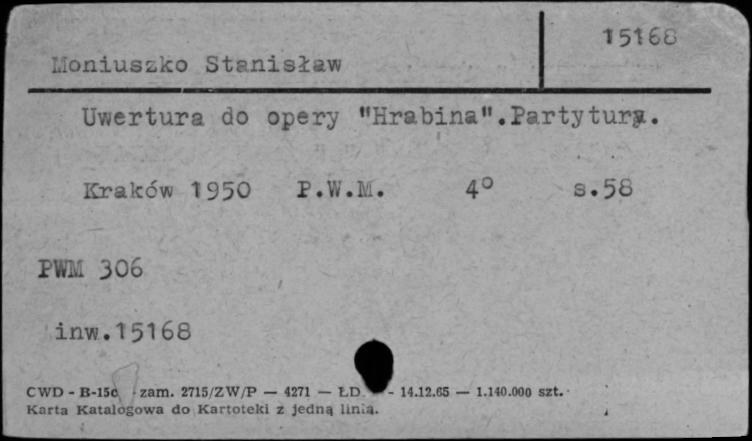 15168
Moniuszko Stanisław
Uwertura do opery "Hrabina".Partytura.
Kraków 1950 P.W.M. 4° s.58
PWM 306
inw.15168
CWD - B-15c zam. 2715/ZW/P — 4271 — ŁD. - 14.12.65 — 1.140.000 szt.
Karta Katalogowa do Kartoteki z jedną linią.